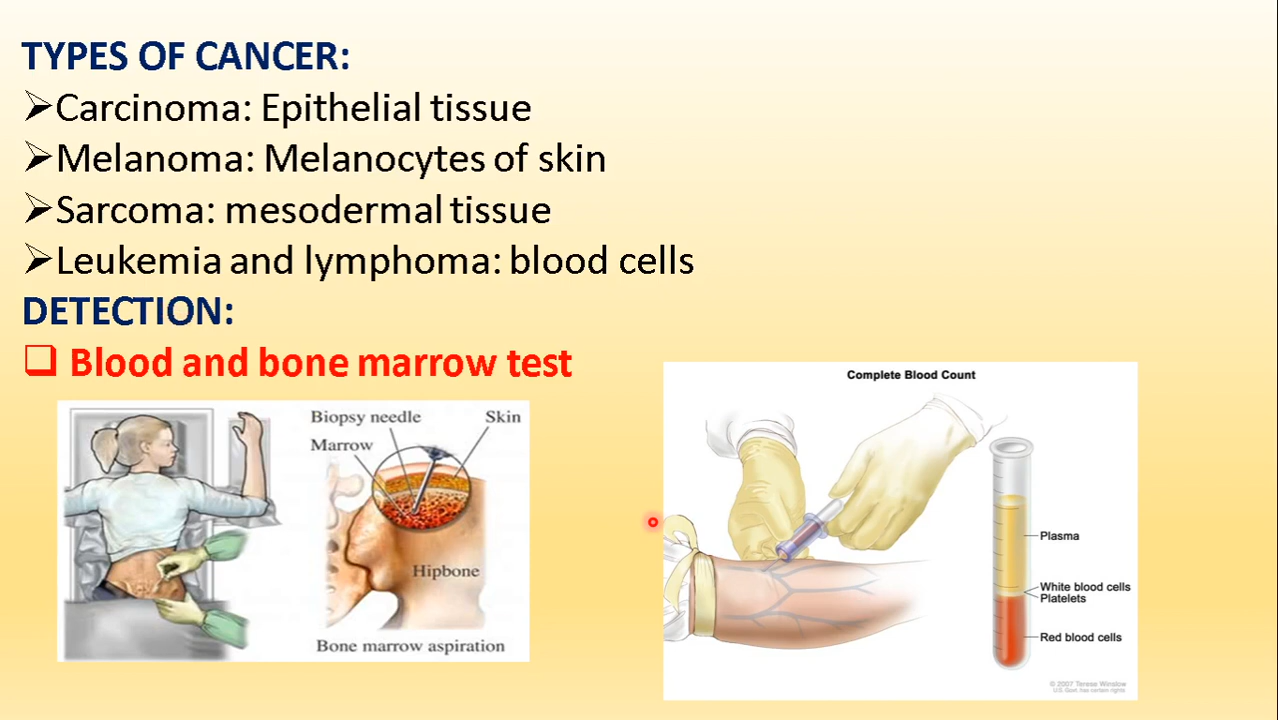 TYPES OF CANCER:
Carcinoma: Epithelial tissue
Melanoma: Melanocytes of skin
Sarcoma: mesodermal tissue
Leukemia and lymphoma: blood cells
DETECTION:
Blood and bone marrow test
Biopsy needle
Skin
Marrow
Hipbone
Bone marrow aspiration
Complete Blood Count
Plasma
White blood cells
Platelets
Red blood cells
© 2007 Terese Winslow
U.S. Govt. has certain rights